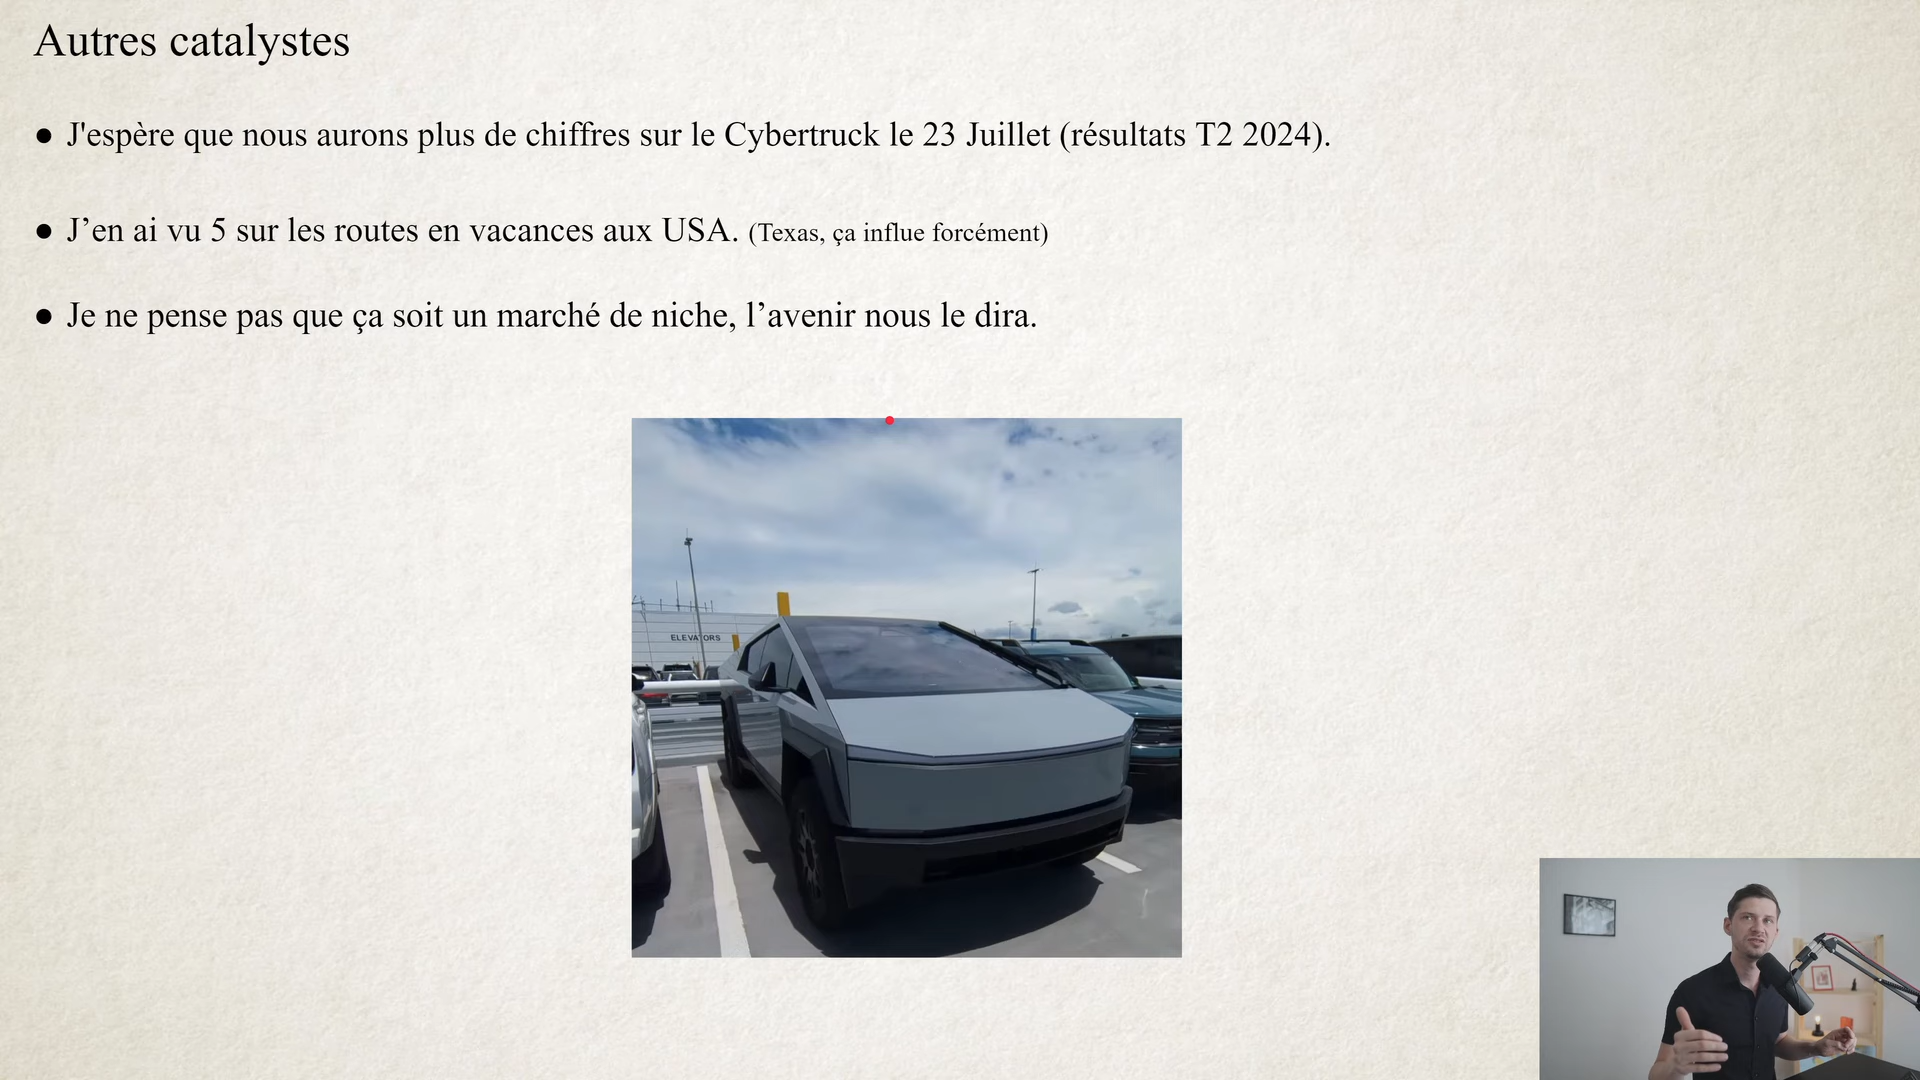 Autres catalystes
● J'espère que nous aurons plus de chiffres sur le Cybertruck le 23 Juillet (résultats T2 2024).
● J’en ai vu 5 sur les routes en vacances aux USA. (Texas, ça influe forcément)
● Je ne pense pas que ça soit un marché de niche, l’avenir nous le dira.
ELEVATORS